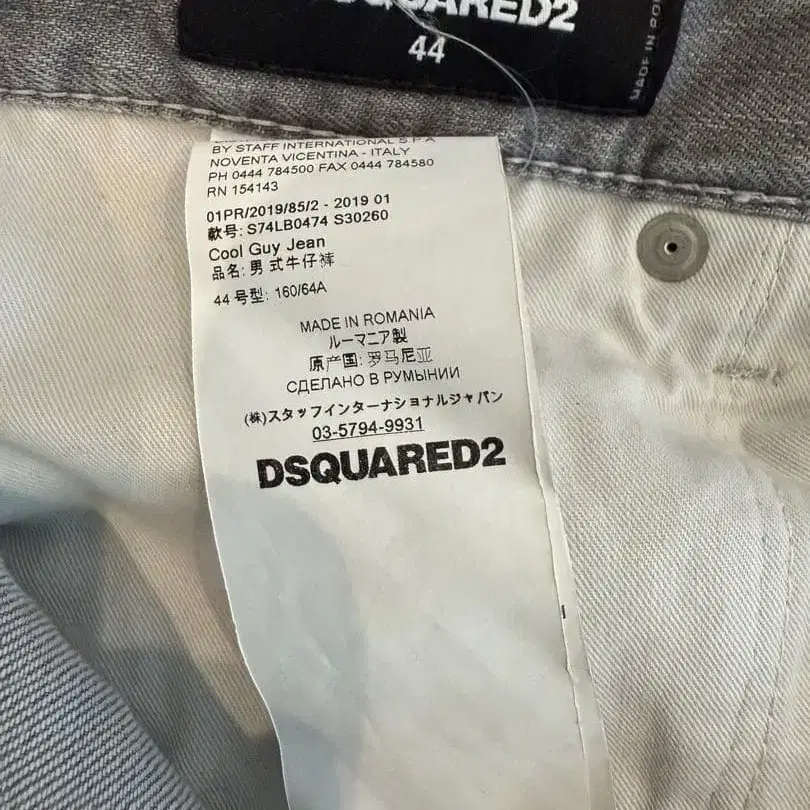 DSQUARED2
44
MADE IN
BY STAFF INTERNATIONAL S.P.A
NOVENTA VICENTINA - ITALY
PH 0444 784500 FAX 0444 784580
RN 154143
01PR/2019/85/2 - 2019 01
款号: S74LB0474 S30260
Cool Guy Jean
品名: 男式牛仔裤
44 号型: 160/64A
MADE IN ROMANIA
ルーマニア製
原产国: 罗马尼亚
СДЕЛАНО В РУМЫНИИ
(株)スタッフインターナショナルジャパン
03-5794-9931
DSQUARED2